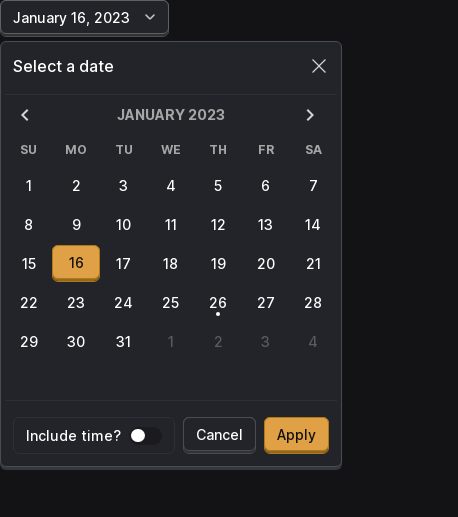 January 16, 2023
Select a date
JANUARY 2023
SU MO TU WE TH FR SA
1 2 3 4 5 6 7
8 9 10 11 12 13 14
15 16 17 18 19 20 21
22 23 24 25 26 27 28
29 30 31 1 2 3 4
Include time? Cancel Apply